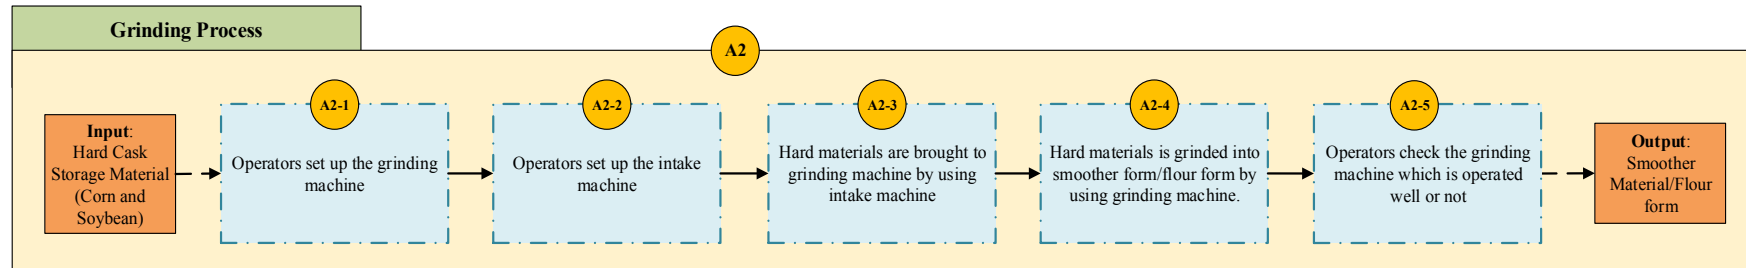 Grinding Process
A2
Input:
Hard Cask
Storage Material
(Corn and
Soybean)
A2-1
Operators set up the grinding
machine
A2-2
Operators set up the intake
machine
A2-3
Hard materials are brought to
grinding machine by using
intake machine
A2-4
Hard materials is grinded into
smoother form/flour form by
using grinding machine.
A2-5
Operators check the grinding
machine which is operated
well or not
Output:
Smoother
Material/Flour
form